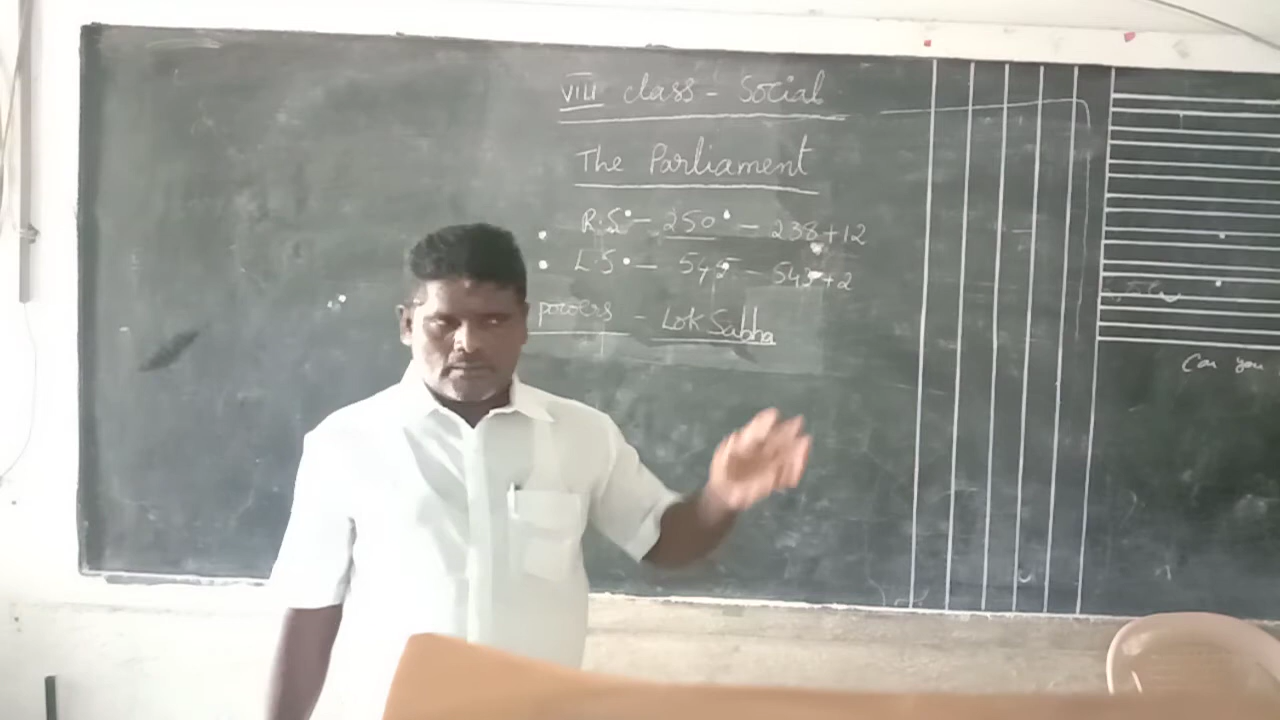 VIII class - Social
The Parliament
• R.S - 250 - 238+12
• L.S - 545 - 543+2
powers - Lok Sabha
Can you